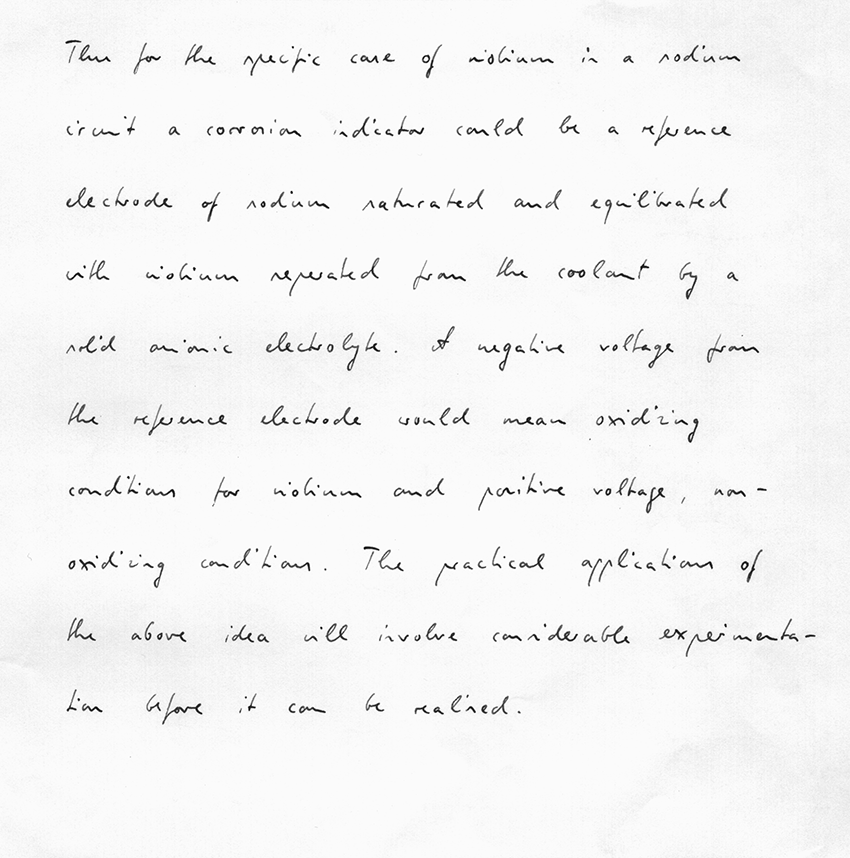 Thus for the specific case of niobium in a sodium
circuit a corrosion indicator could be a reference
electrode of sodium saturated and equilibrated
with niobium seperated from the coolant by a
solid anionic electrolyte. A negative voltage from
the reference electrode would mean oxidizing
conditions for niobium and positive voltage, non-
oxidizing conditions. The practical applications of
the above idea will involve considerable experimenta-
tion before it can be realised.